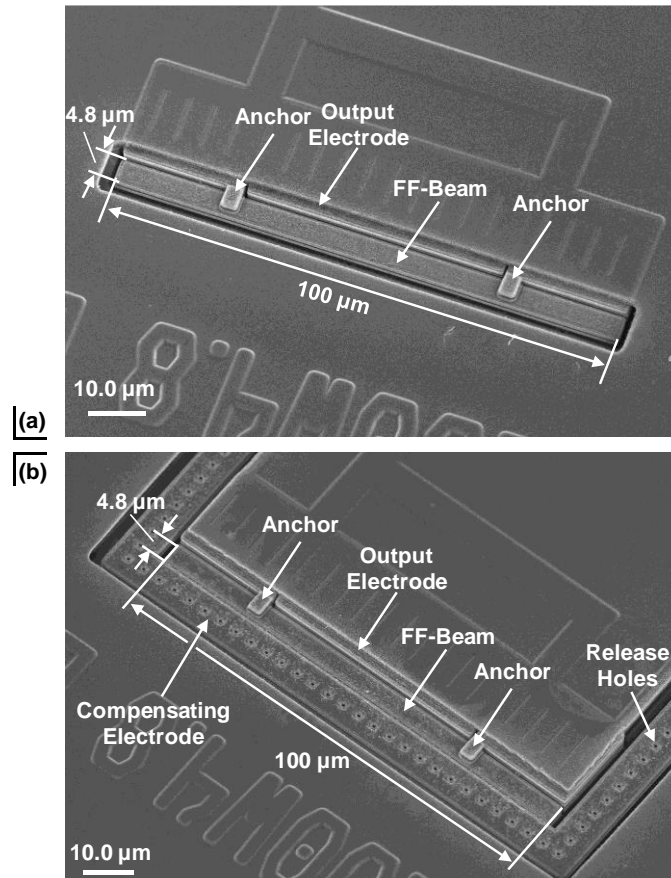 4.8 µm
Anchor
Output
Electrode
FF-Beam
Anchor
100 µm
10.0 µm
(a)
(b)
4.8 µm
Anchor
Output
Electrode
FF-Beam
Anchor
Release
Holes
Compensating
Electrode
100 µm
10.0 µm